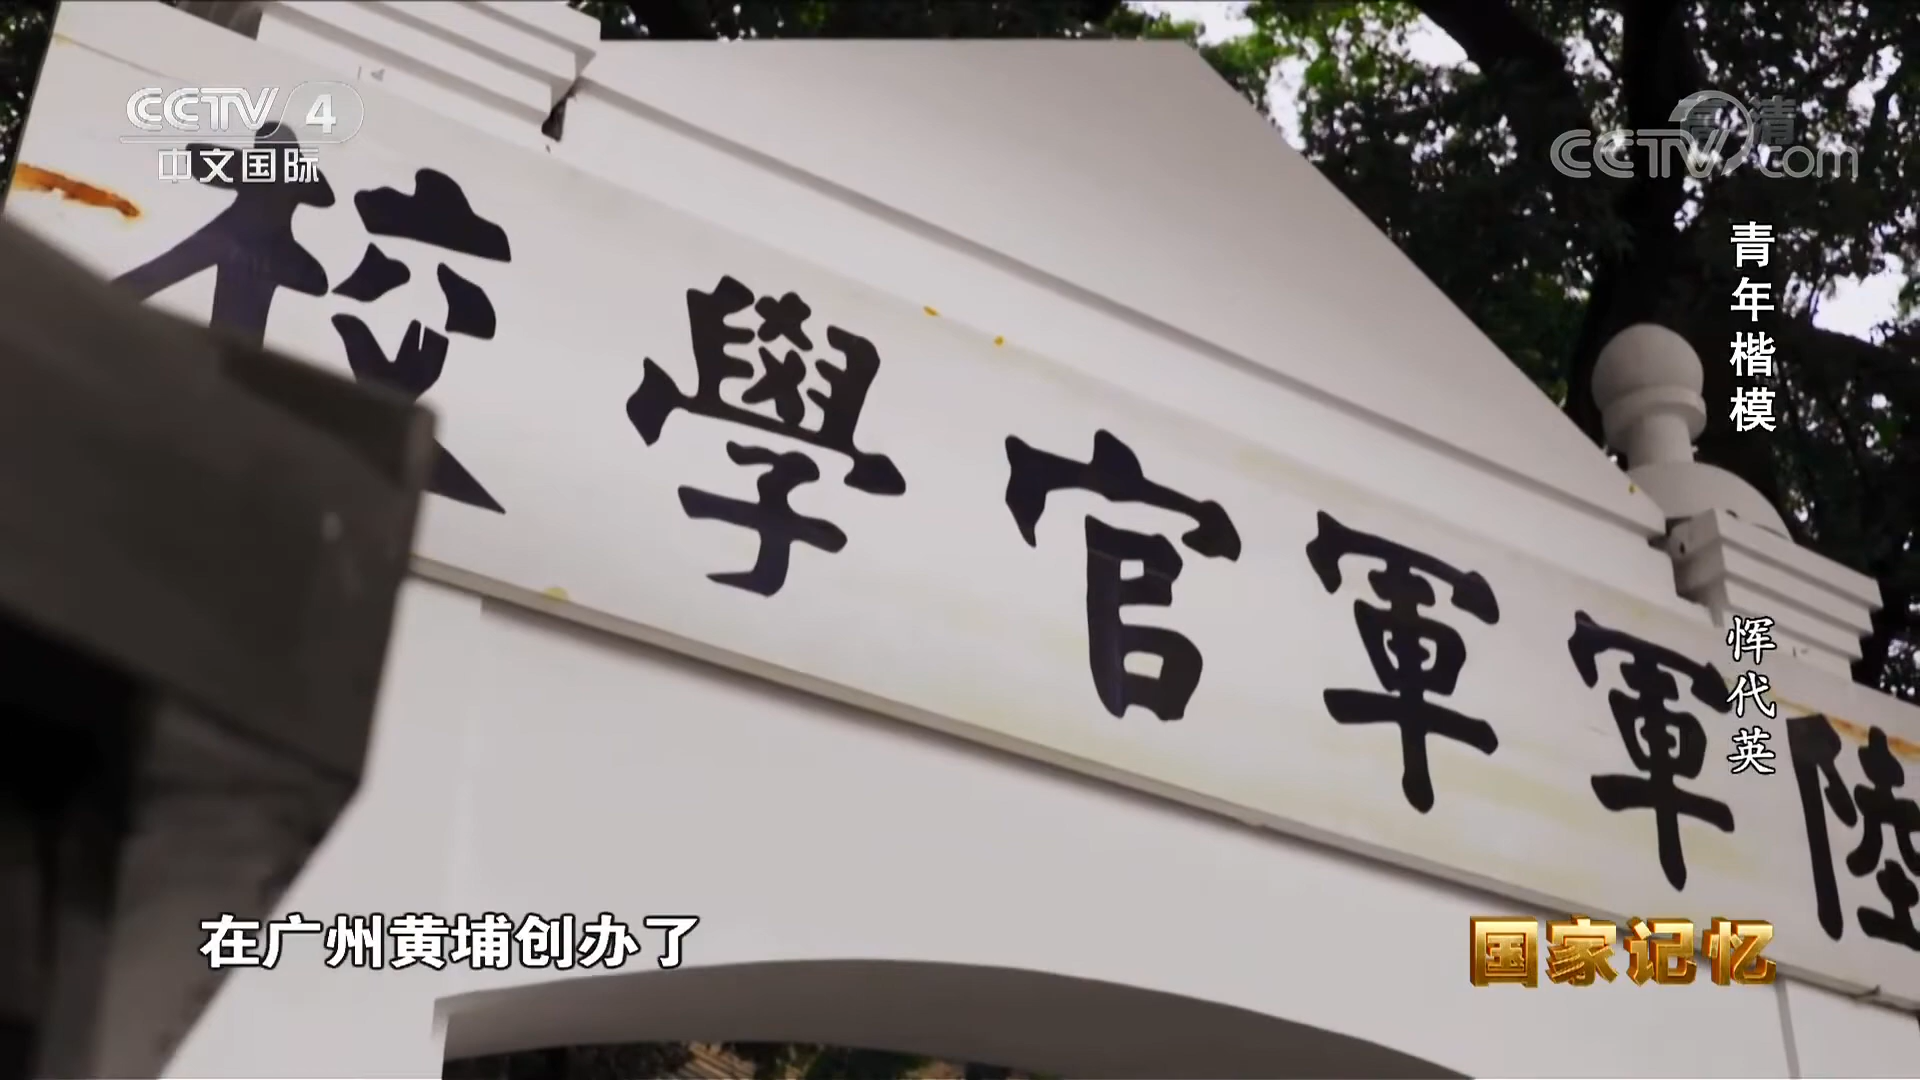 CCTV 4
中文国际
高清
CCTV.com
青年楷模
恽代英
校學官軍軍陸
在广州黄埔创办了
国家记忆